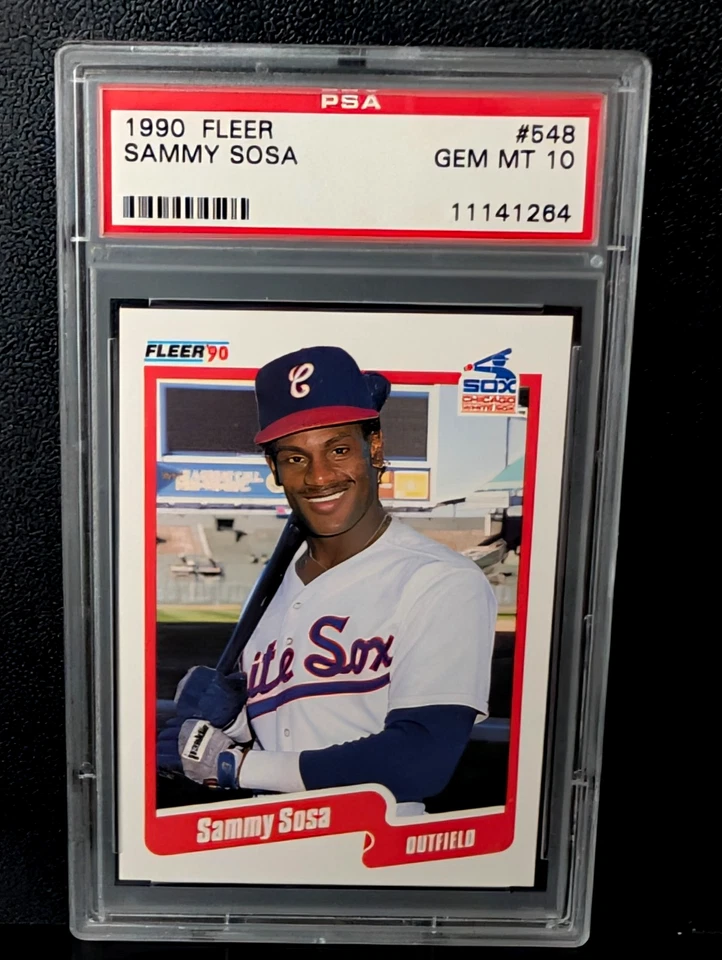 PSA
1990 FLEER #548
SAMMY SOSA GEM MT 10
11141264
FLEER '90
SOX
CHICAGO
WHITE SOX
C
ite Sox
Franklin
Sammy Sosa
OUTFIELD